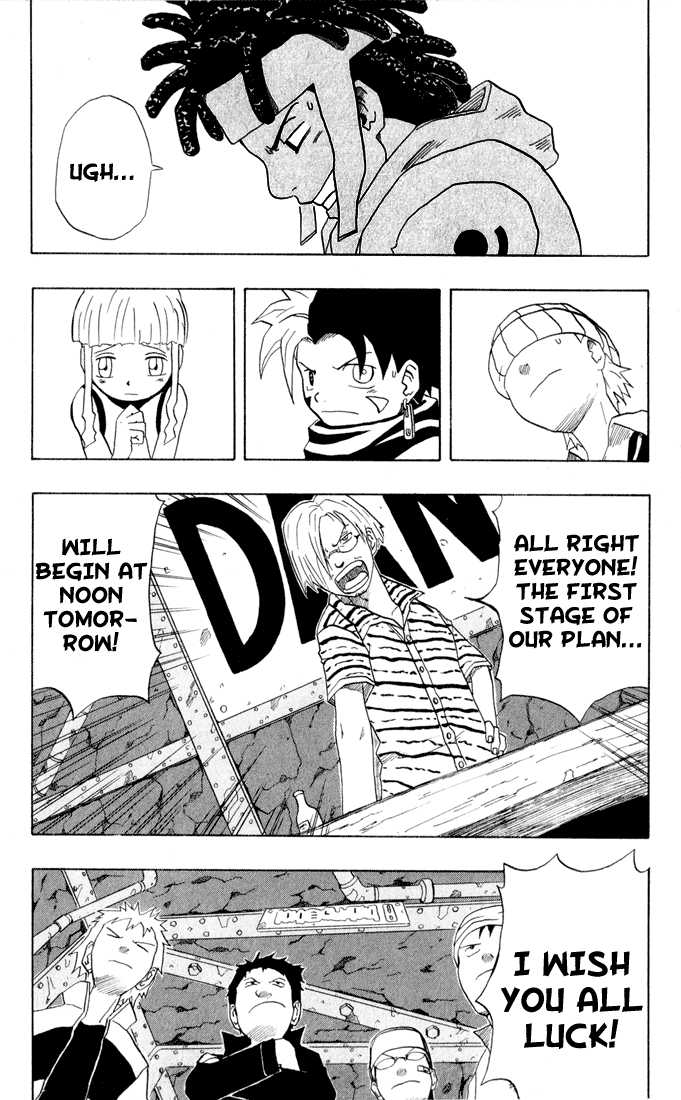 UGH...
ALL RIGHT
EVERYONE!
THE FIRST
STAGE OF
OUR PLAN...
WILL
BEGIN AT
NOON
TOMOR-
ROW!
I WISH
YOU ALL
LUCK!